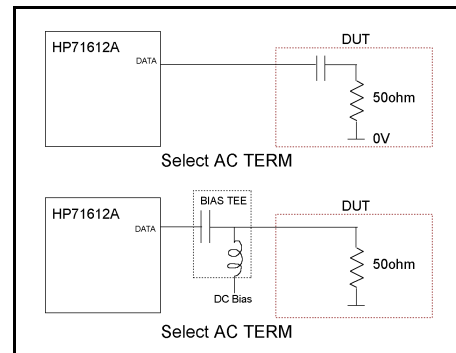 DUT
HP71612A
DATA
50ohm
0V
Select AC TERM
HP71612A
BIAS TEE
DUT
DATA
50ohm
DC Bias
Select AC TERM